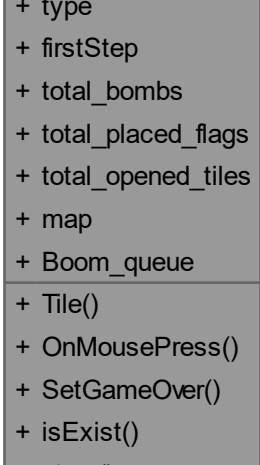 + type
+ firstStep
+ total_bombs
+ total_placed_flags
+ total_opened_tiles
+ map
+ Boom_queue
+ Tile()
+ OnMousePress()
+ SetGameOver()
+ isExist()